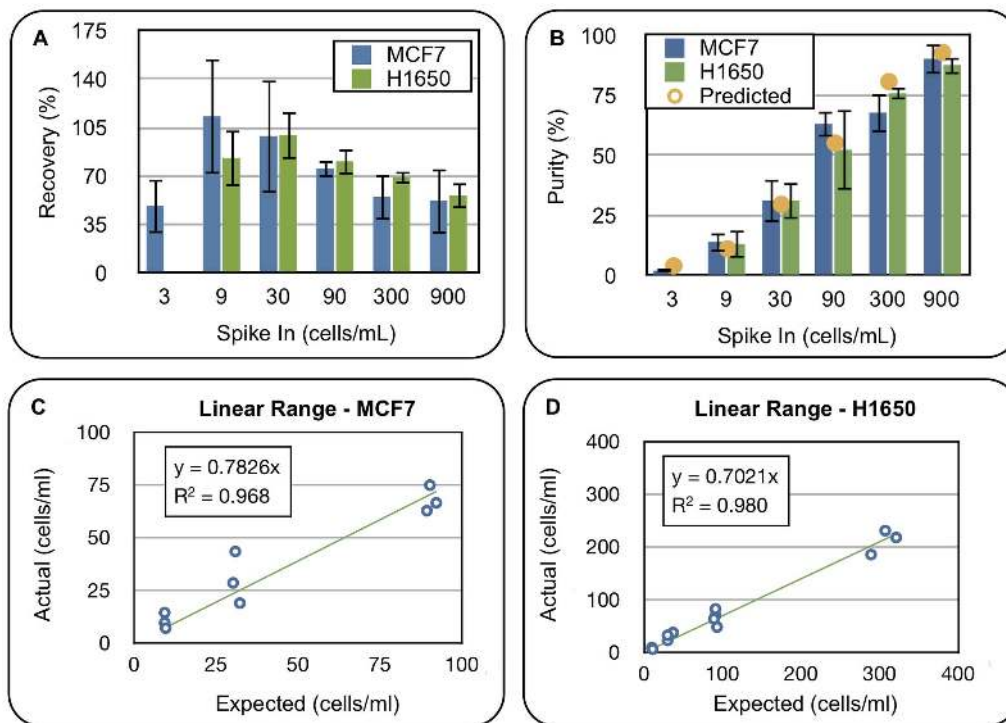 A
175
140
105
70
35
0
Recovery (%)
MCF7
H1650
3 9 30 90 300 900
Spike In (cells/mL)
B
100
75
50
25
0
Purity (%)
MCF7
H1650
Predicted
3 9 30 90 300 900
Spike In (cells/mL)
C
Linear Range - MCF7
100
75
50
25
0
Actual (cells/ml)
y = 0.7826x
R² = 0.968
0 25 50 75 100
Expected (cells/ml)
D
Linear Range - H1650
400
300
200
100
0
Actual (cells/ml)
y = 0.7021x
R² = 0.980
0 100 200 300 400
Expected (cells/ml)